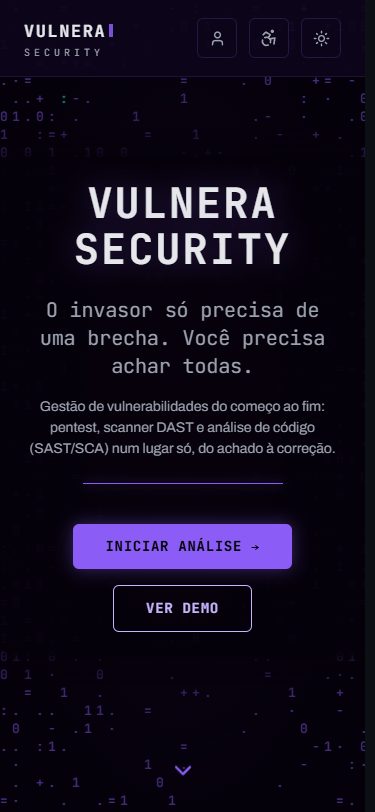 VULNERA
SECURITY
VULNERA
SECURITY
O invasor só precisa de
uma brecha. Você precisa
achar todas.
Gestão de vulnerabilidades do começo ao fim:
pentest, scanner DAST e análise de código
(SAST/SCA) num lugar só, do achado à correção.
INICIAR ANÁLISE →
VER DEMO